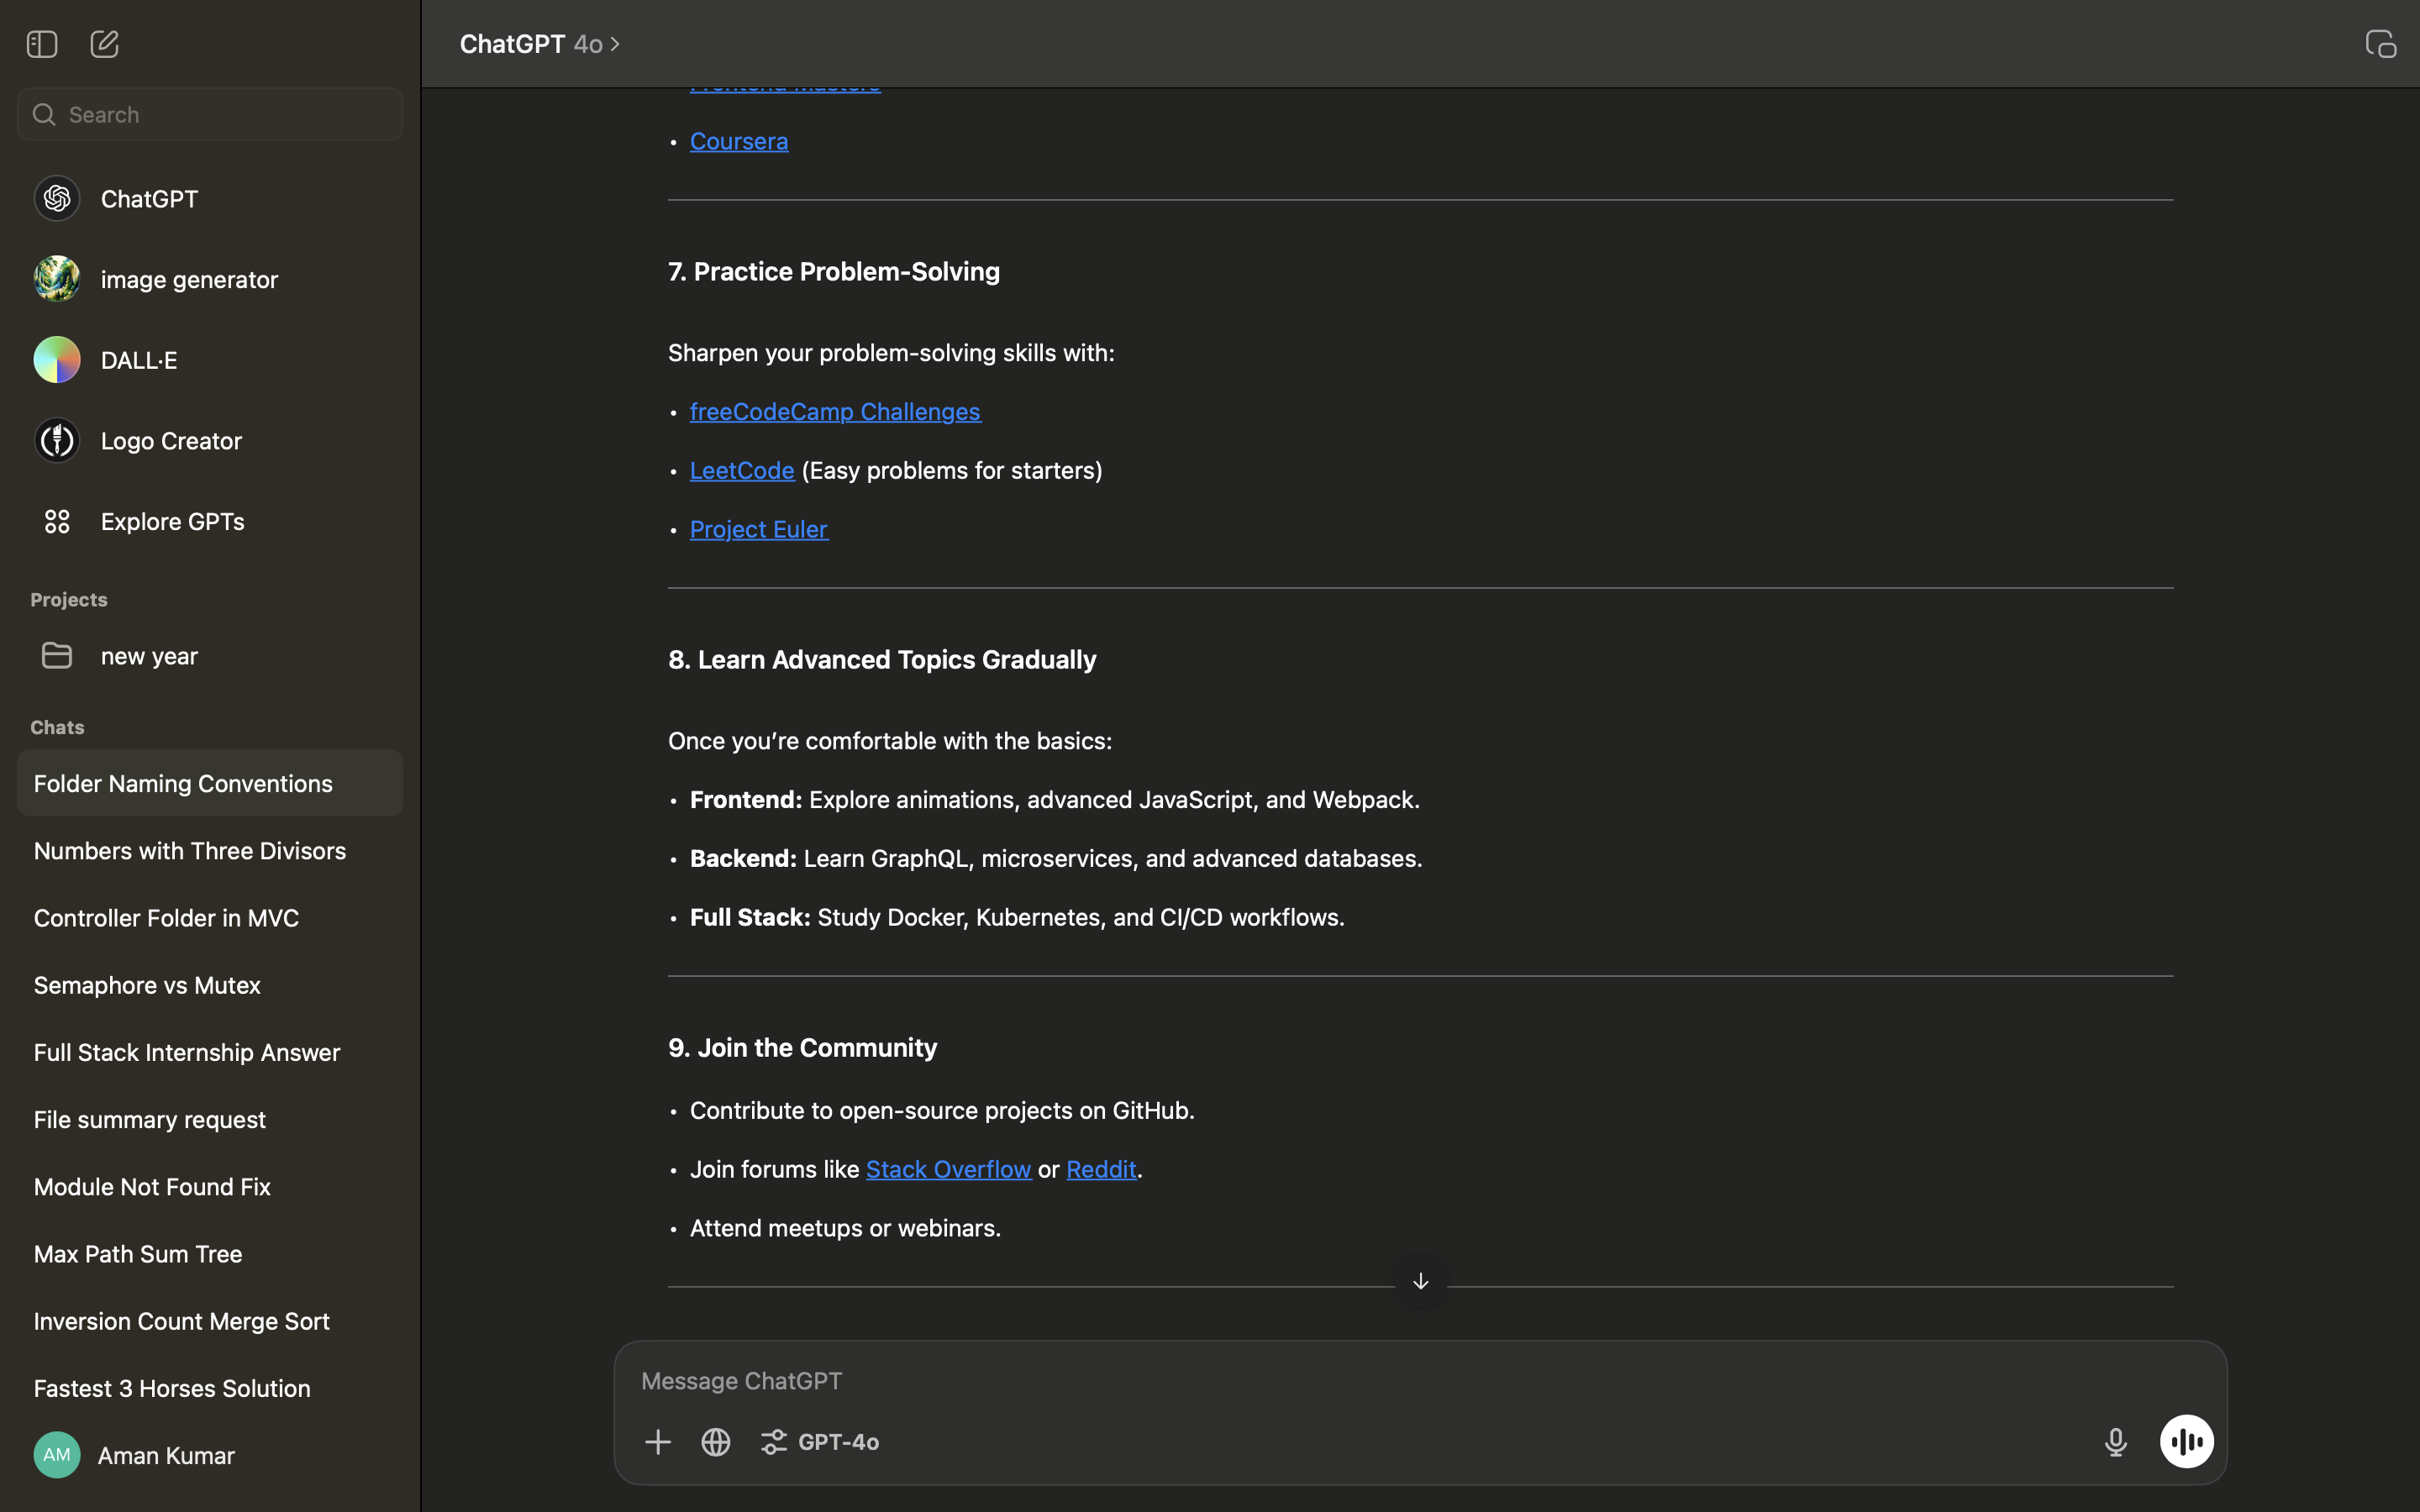 Search
ChatGPT
image generator
DALL·E
Logo Creator
Explore GPTs
Projects
new year
Chats
Folder Naming Conventions
Numbers with Three Divisors
Controller Folder in MVC
Semaphore vs Mutex
Full Stack Internship Answer
File summary request
Module Not Found Fix
Max Path Sum Tree
Inversion Count Merge Sort
Fastest 3 Horses Solution
AM Aman Kumar
ChatGPT 4o >
Frontend Masters
• Coursera
7. Practice Problem-Solving
Sharpen your problem-solving skills with:
• freeCodeCamp Challenges
• LeetCode (Easy problems for starters)
• Project Euler
8. Learn Advanced Topics Gradually
Once you’re comfortable with the basics:
• Frontend: Explore animations, advanced JavaScript, and Webpack.
• Backend: Learn GraphQL, microservices, and advanced databases.
• Full Stack: Study Docker, Kubernetes, and CI/CD workflows.
9. Join the Community
• Contribute to open-source projects on GitHub.
• Join forums like Stack Overflow or Reddit.
• Attend meetups or webinars.
Message ChatGPT
GPT-4o